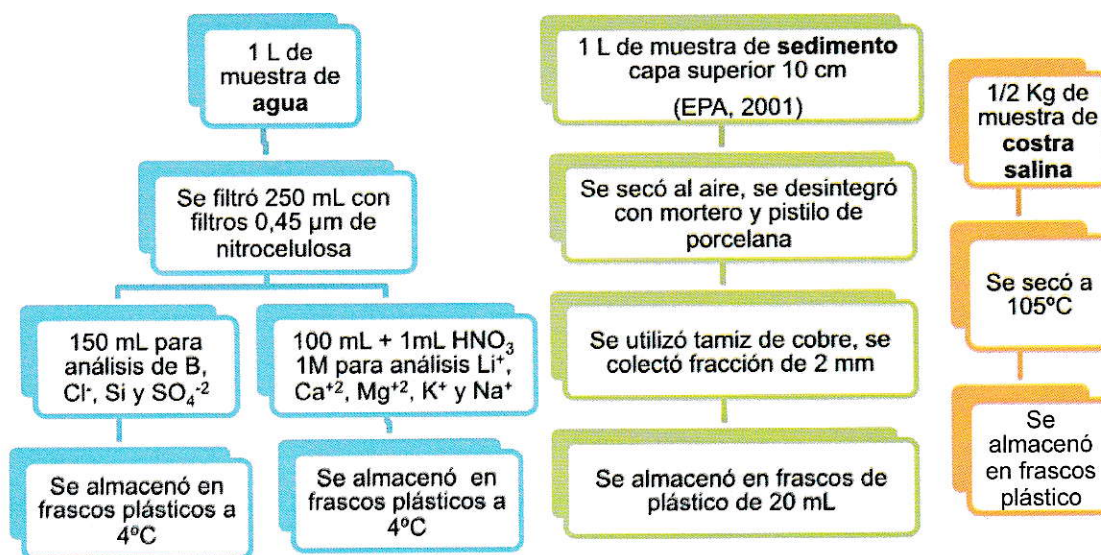 1 L de
muestra de
agua
Se filtró 250 mL con
filtros 0,45 µm de
nitrocelulosa
150 mL para
análisis de B,
Cl⁻, Si y SO₄⁻²
100 mL + 1mL HNO₃
1M para análisis Li⁺,
Ca⁺², Mg⁺², K⁺ y Na⁺
Se almacenó en
frascos plásticos a
4ºC
Se almacenó en
frascos plásticos a
4ºC
1 L de muestra de sedimento
capa superior 10 cm
(EPA, 2001)
Se secó al aire, se desintegró
con mortero y pistilo de
porcelana
Se utilizó tamiz de cobre, se
colectó fracción de 2 mm
Se almacenó en frascos de
plástico de 20 mL
1/2 Kg de
muestra de
costra
salina
Se secó a
105ºC
Se
almacenó
en frascos
plástico